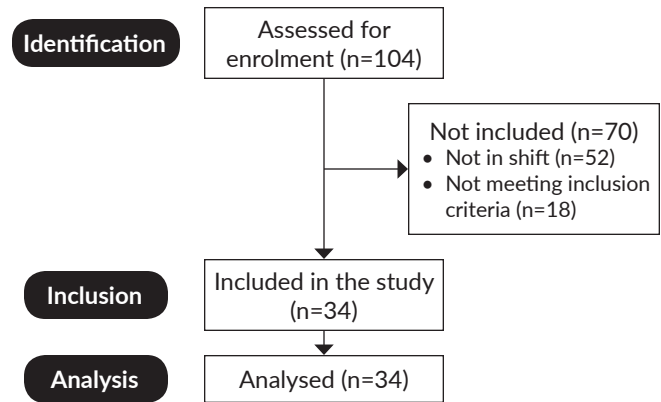 Identification
Assessed for
enrolment (n=104)
Not included (n=70)
• Not in shift (n=52)
• Not meeting inclusion
criteria (n=18)
Inclusion
Included in the study
(n=34)
Analysis
Analysed (n=34)